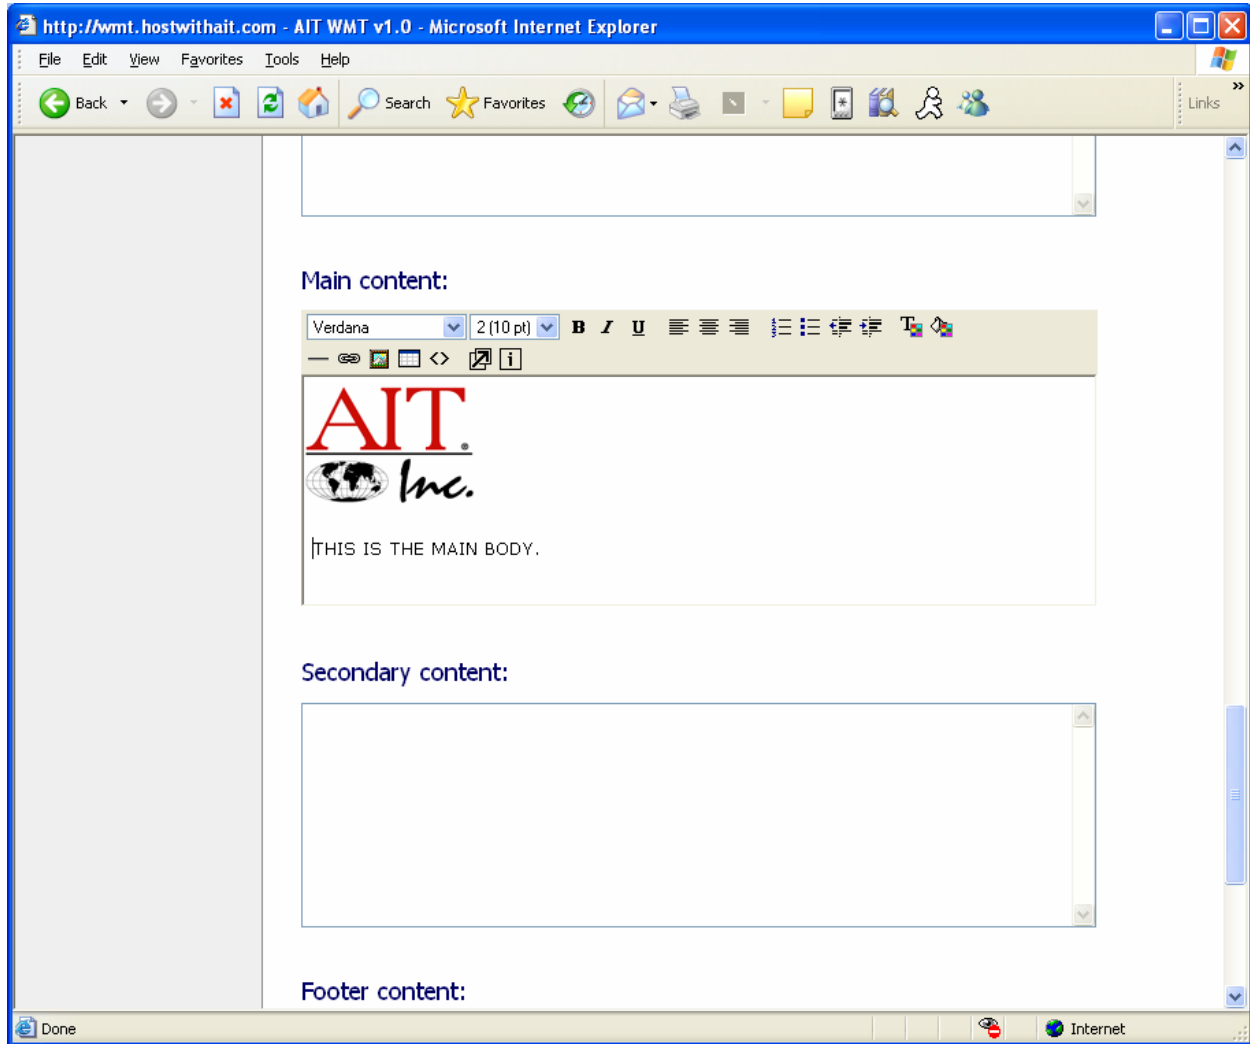 http://wmt.hostwithait.com - AIT WMT v1.0 - Microsoft Internet Explorer
File Edit View Favorites Tools Help
Back Search Favorites Links
Main content:
Verdana 2 (10 pt) B I U
AIT®
Inc.
THIS IS THE MAIN BODY.
Secondary content:
Footer content:
Done Internet